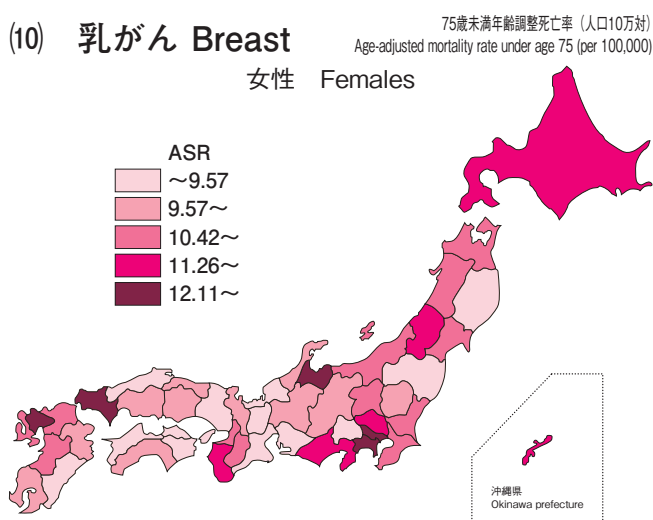 ⑽ 乳がん Breast
75歳未満年齢調整死亡率（人口10万対）
Age-adjusted mortality rate under age 75 (per 100,000)
女性 Females
ASR
～9.57
9.57～
10.42～
11.26～
12.11～
沖縄県
Okinawa prefecture